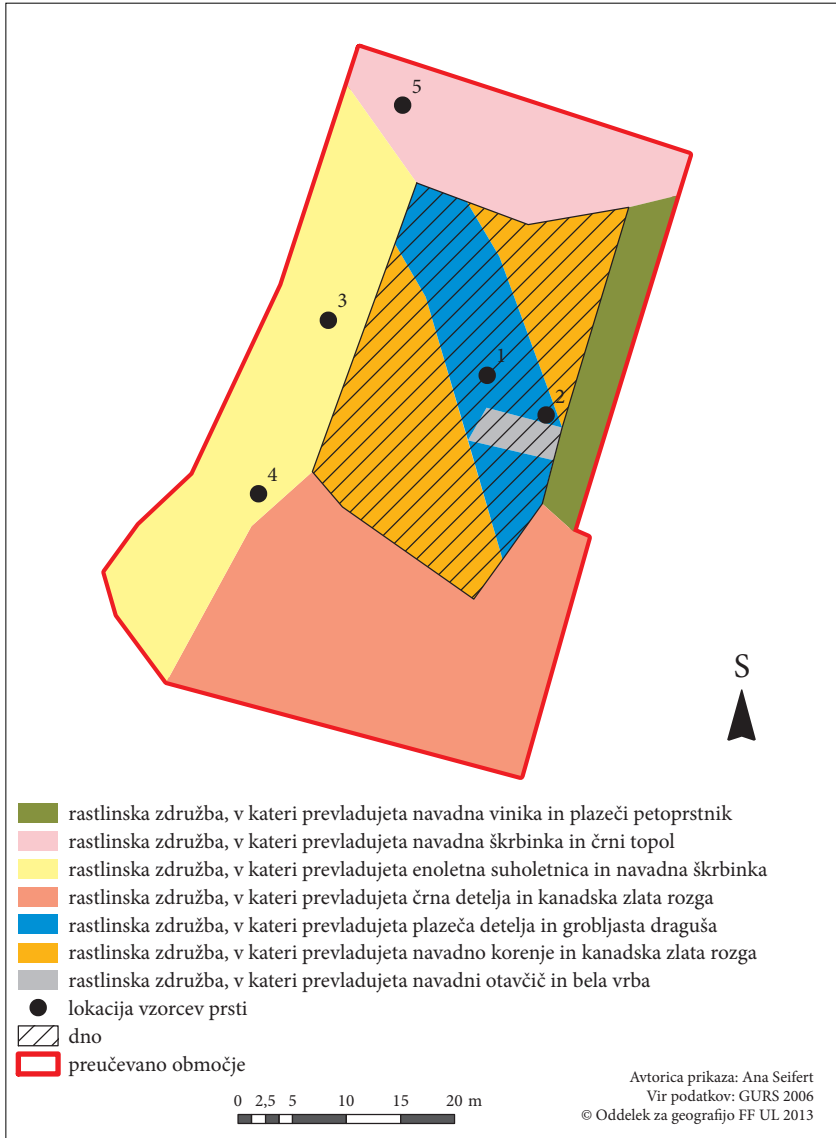 5
3
1
2
4
S
rastlinska združba, v kateri prevladujeta navadna vinika in plazeči petoprstnik
rastlinska združba, v kateri prevladujeta navadna škrbinka in črni topol
rastlinska združba, v kateri prevladujeta enoletna suholetnica in navadna škrbinka
rastlinska združba, v kateri prevladujeta črna detelja in kanadska zlata rozga
rastlinska združba, v kateri prevladujeta plazeča detelja in grobljasta draguša
rastlinska združba, v kateri prevladujeta navadno korenje in kanadska zlata rozga
rastlinska združba, v kateri prevladujeta navadni otavčič in bela vrba
lokacija vzorcev prsti
dno
preučevano območje
0 2,5 5 10 15 20 m
Avtorica prikaza: Ana Seifert
Vir podatkov: GURS 2006
© Oddelek za geografijo FF UL 2013